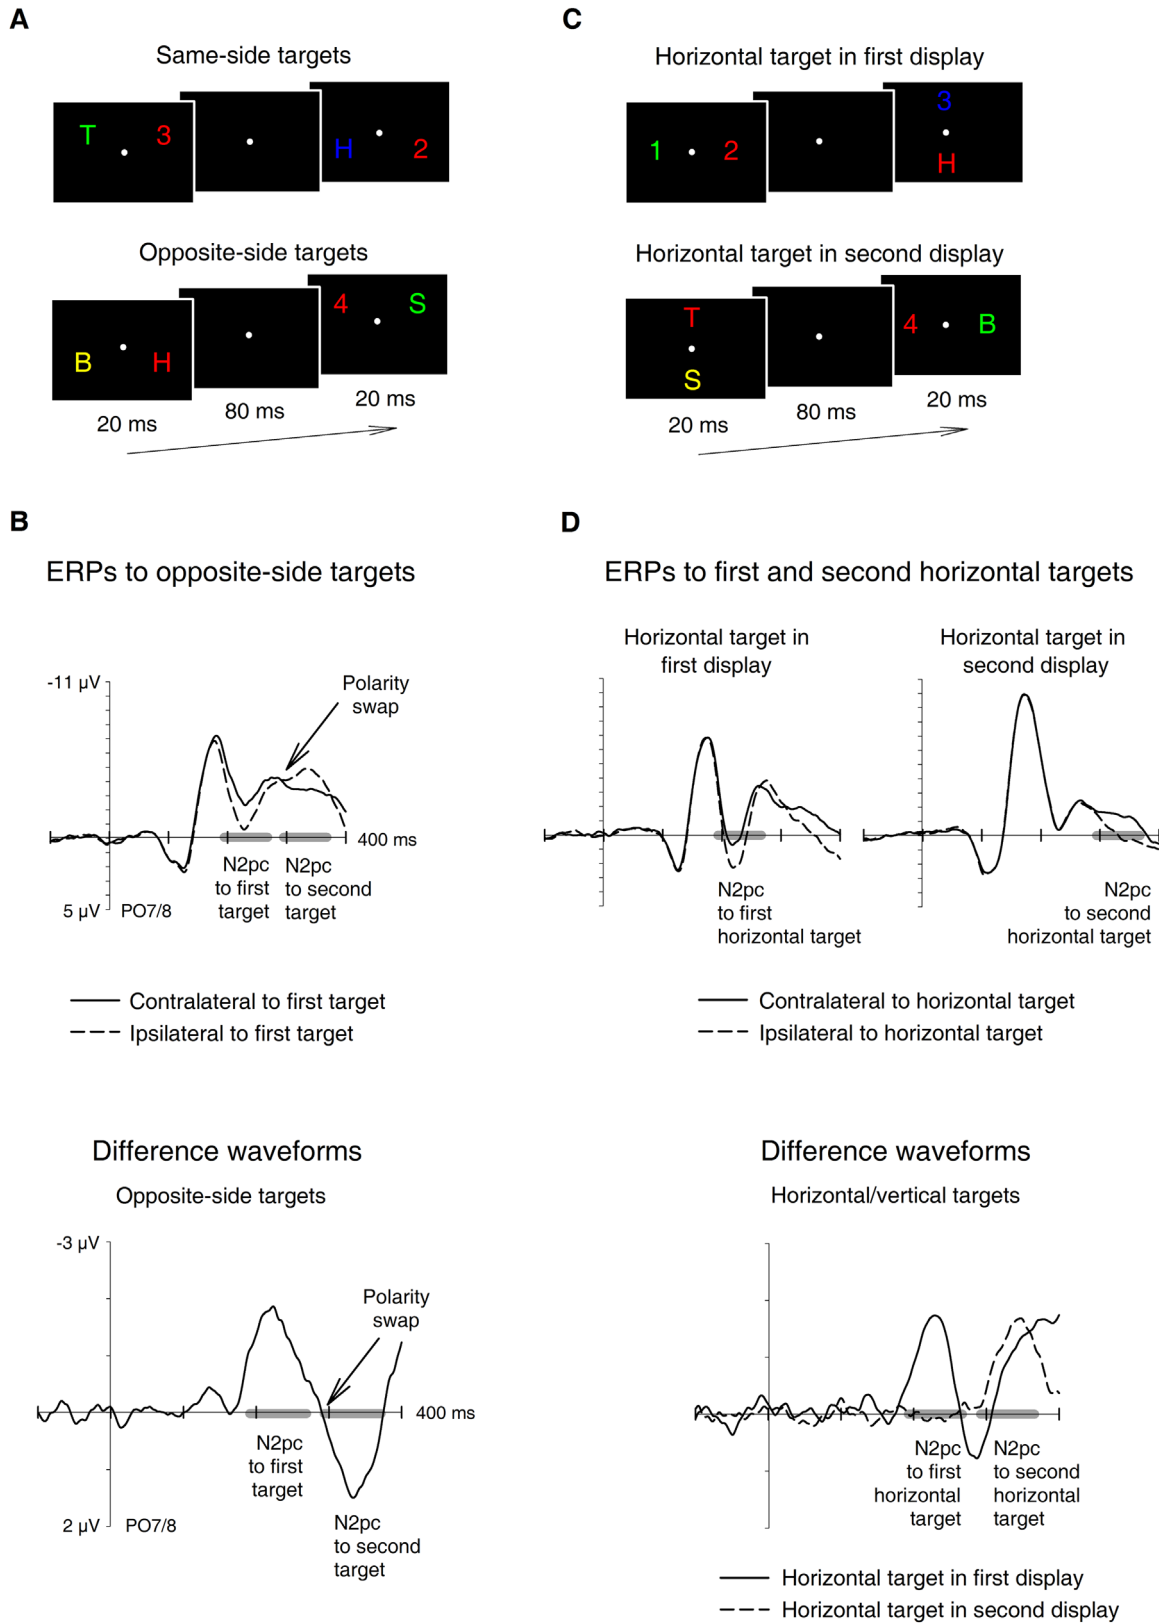 A
Same-side targets
T 3
H 2
Opposite-side targets
B H
4 S
20 ms
80 ms
20 ms
C
Horizontal target in first display
1 2
3
H
Horizontal target in second display
T
S
4 B
20 ms
80 ms
20 ms
B
ERPs to opposite-side targets
-11 µV
Polarity
swap
400 ms
N2pc
to first
target
N2pc
to second
target
5 µV
PO7/8
Contralateral to first target
Ipsilateral to first target
Difference waveforms
Opposite-side targets
-3 µV
Polarity
swap
400 ms
N2pc
to first
target
2 µV
PO7/8
N2pc
to second
target
D
ERPs to first and second horizontal targets
Horizontal target in
first display
Horizontal target in
second display
N2pc
to first
horizontal target
N2pc
to second
horizontal target
Contralateral to horizontal target
Ipsilateral to horizontal target
Difference waveforms
Horizontal/vertical targets
N2pc
to first
horizontal
target
N2pc
to second
horizontal
target
Horizontal target in first display
Horizontal target in second display